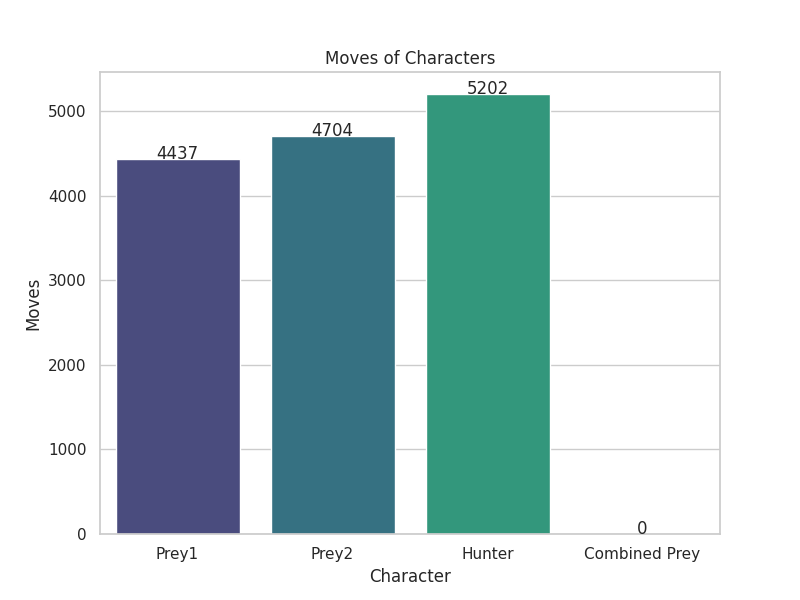 Moves of Characters
5202
5000
4704
4437
4000
3000
2000
1000
0
0
Moves
Prey1
Prey2
Hunter
Combined Prey
Character